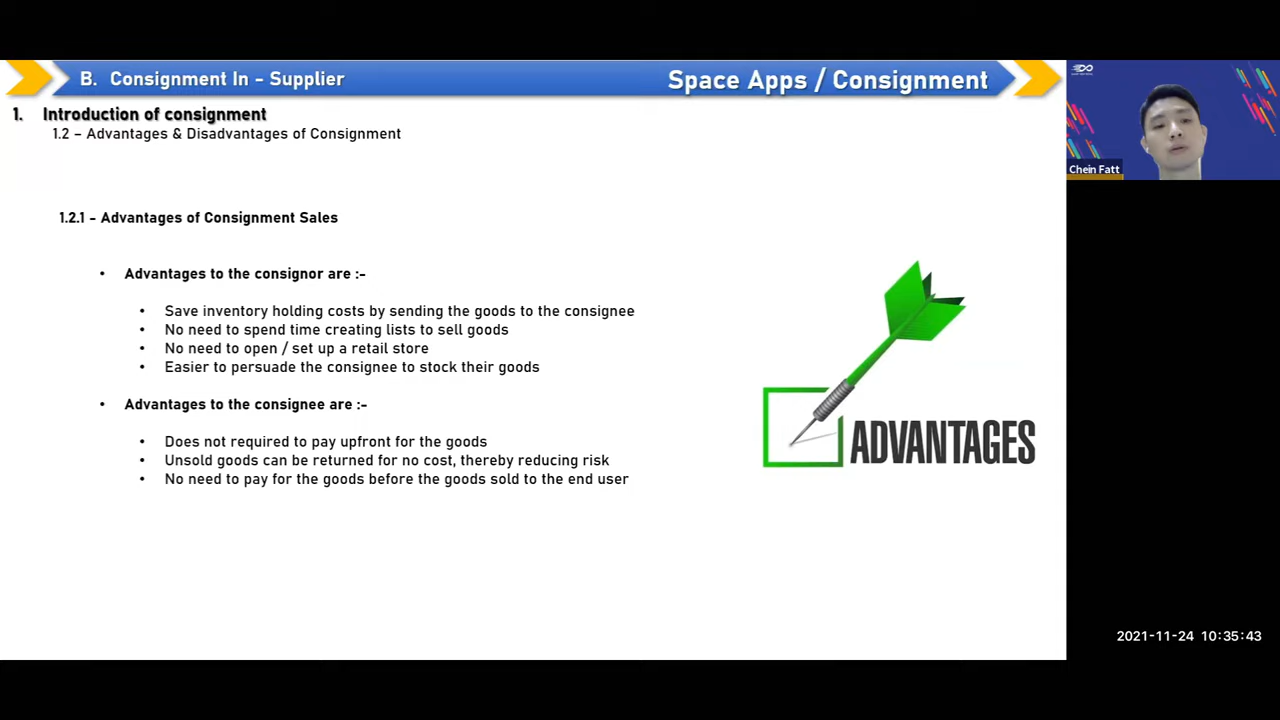 B. Consignment In - Supplier
Space Apps / Consignment
1. Introduction of consignment
1.2 – Advantages & Disadvantages of Consignment
1.2.1 - Advantages of Consignment Sales
• Advantages to the consignor are :-
• Save inventory holding costs by sending the goods to the consignee
• No need to spend time creating lists to sell goods
• No need to open / set up a retail store
• Easier to persuade the consignee to stock their goods
• Advantages to the consignee are :-
• Does not required to pay upfront for the goods
• Unsold goods can be returned for no cost, thereby reducing risk
• No need to pay for the goods before the goods sold to the end user
ADVANTAGES
Chein Fatt
2021-11-24 10:35:43